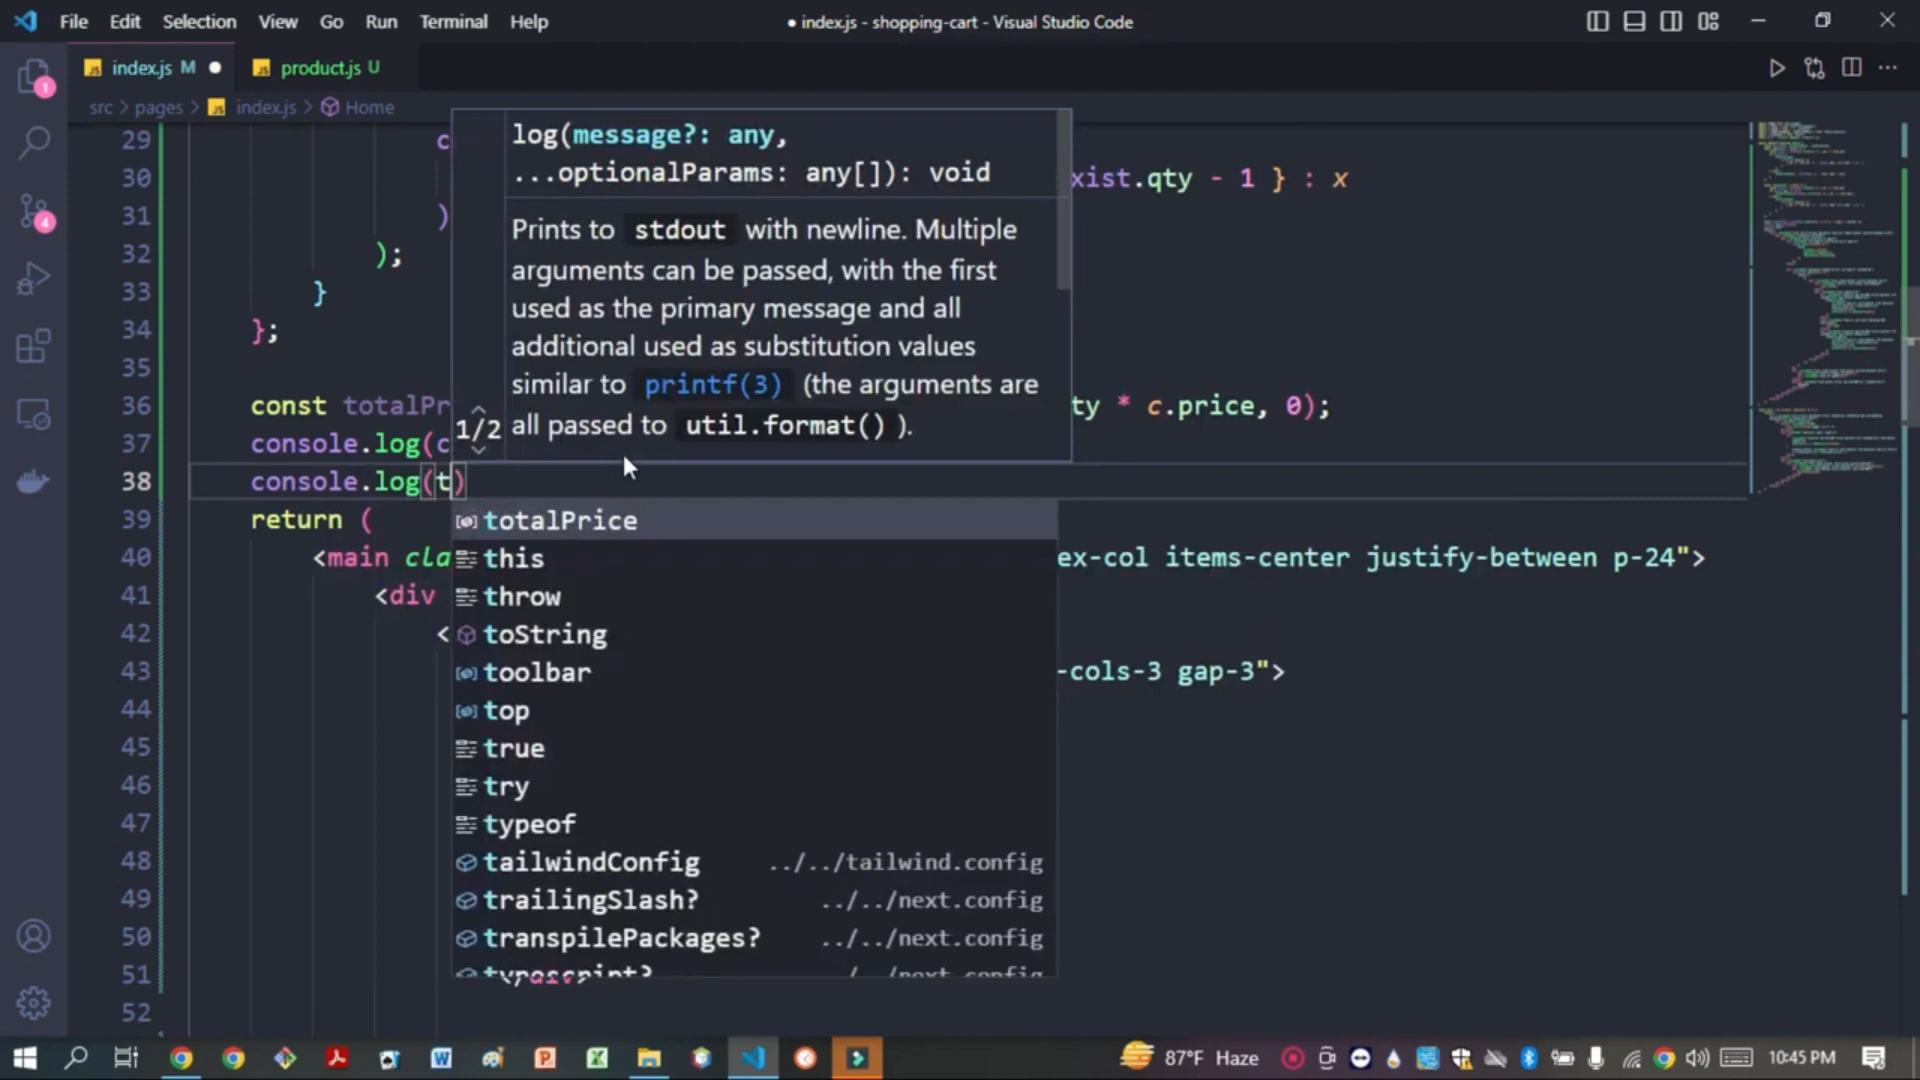 File Edit Selection View Go Run Terminal Help
● index.js - shopping-cart - Visual Studio Code
index.js M ●
product.js U
src > pages > index.js > Home
log(message?: any,
...optionalParams: any[]): void
Prints to stdout with newline. Multiple
arguments can be passed, with the first
used as the primary message and all
additional used as substitution values
similar to printf(3) (the arguments are
all passed to util.format() ).
1/2
29 c
30 xist.qty - 1 } : x
31 )
32 );
33 }
34 };
35
36 const totalPr ty * c.price, 0);
37 console.log(c
38 console.log(t)
39 return (
40 <main cla ex-col items-center justify-between p-24">
41 <div
42 <
43 -cols-3 gap-3">
44
45
46
47
48
49
50
51
52
totalPrice
this
throw
toString
toolbar
top
true
try
typeof
tailwindConfig ../../tailwind.config
trailingSlash? ../../next.config
transpilePackages? ../../next.config
typescript? ../../next.config
1
4
87°F Haze
10:45 PM